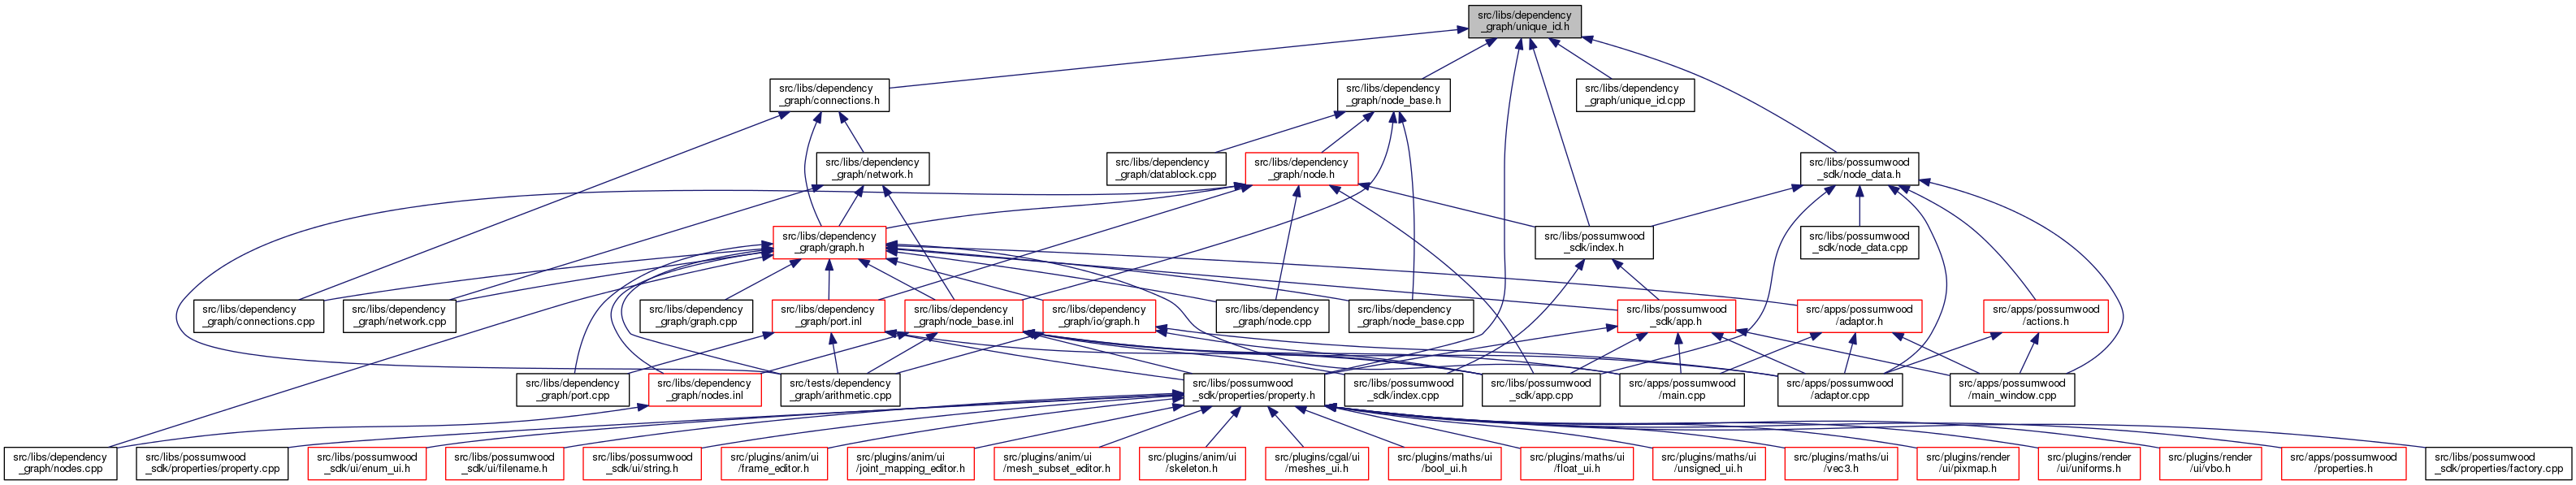 src/libs/dependency
_graph/unique_id.h
src/libs/dependency
_graph/connections.h
src/libs/dependency
_graph/node_base.h
src/libs/dependency
_graph/unique_id.cpp
src/libs/dependency
_graph/network.h
src/libs/dependency
_graph/datablock.cpp
src/libs/dependency
_graph/node.h
src/libs/possumwood
_sdk/node_data.h
src/libs/dependency
_graph/graph.h
src/libs/possumwood
_sdk/index.h
src/libs/possumwood
_sdk/node_data.cpp
src/libs/dependency
_graph/connections.cpp
src/libs/dependency
_graph/network.cpp
src/libs/dependency
_graph/graph.cpp
src/libs/dependency
_graph/port.inl
src/libs/dependency
_graph/node_base.inl
src/libs/dependency
_graph/io/graph.h
src/libs/dependency
_graph/node.cpp
src/libs/dependency
_graph/node_base.cpp
src/libs/possumwood
_sdk/app.h
src/apps/possumwood
/adaptor.h
src/apps/possumwood
/actions.h
src/libs/dependency
_graph/port.cpp
src/libs/dependency
_graph/nodes.inl
src/tests/dependency
_graph/arithmetic.cpp
src/libs/possumwood
_sdk/properties/property.h
src/libs/possumwood
_sdk/index.cpp
src/libs/possumwood
_sdk/app.cpp
src/apps/possumwood
/main.cpp
src/apps/possumwood
/adaptor.cpp
src/apps/possumwood
/main_window.cpp
src/libs/dependency
_graph/nodes.cpp
src/libs/possumwood
_sdk/properties/property.cpp
src/libs/possumwood
_sdk/ui/enum_ui.h
src/libs/possumwood
_sdk/ui/filename.h
src/libs/possumwood
_sdk/ui/string.h
src/plugins/anim/ui
/frame_editor.h
src/plugins/anim/ui
/joint_mapping_editor.h
src/plugins/anim/ui
/mesh_subset_editor.h
src/plugins/anim/ui
/skeleton.h
src/plugins/cgal/ui
/meshes_ui.h
src/plugins/maths/ui
/bool_ui.h
src/plugins/maths/ui
/float_ui.h
src/plugins/maths/ui
/unsigned_ui.h
src/plugins/maths/ui
/vec3.h
src/plugins/render
/ui/pixmap.h
src/plugins/render
/ui/uniforms.h
src/plugins/render
/ui/vbo.h
src/apps/possumwood
/properties.h
src/libs/possumwood
_sdk/properties/factory.cpp